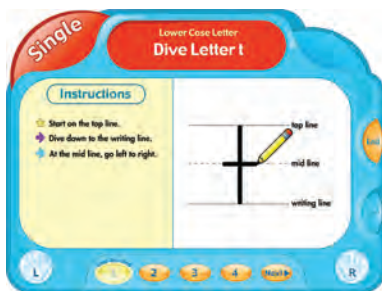 Single
Lower Case Letter
Dive Letter t
Instructions
Start on the top line.
Dive down to the writing line.
At the mid line, go left to right.
top line
mid line
writing line
L
1
2
3
4
Next
R